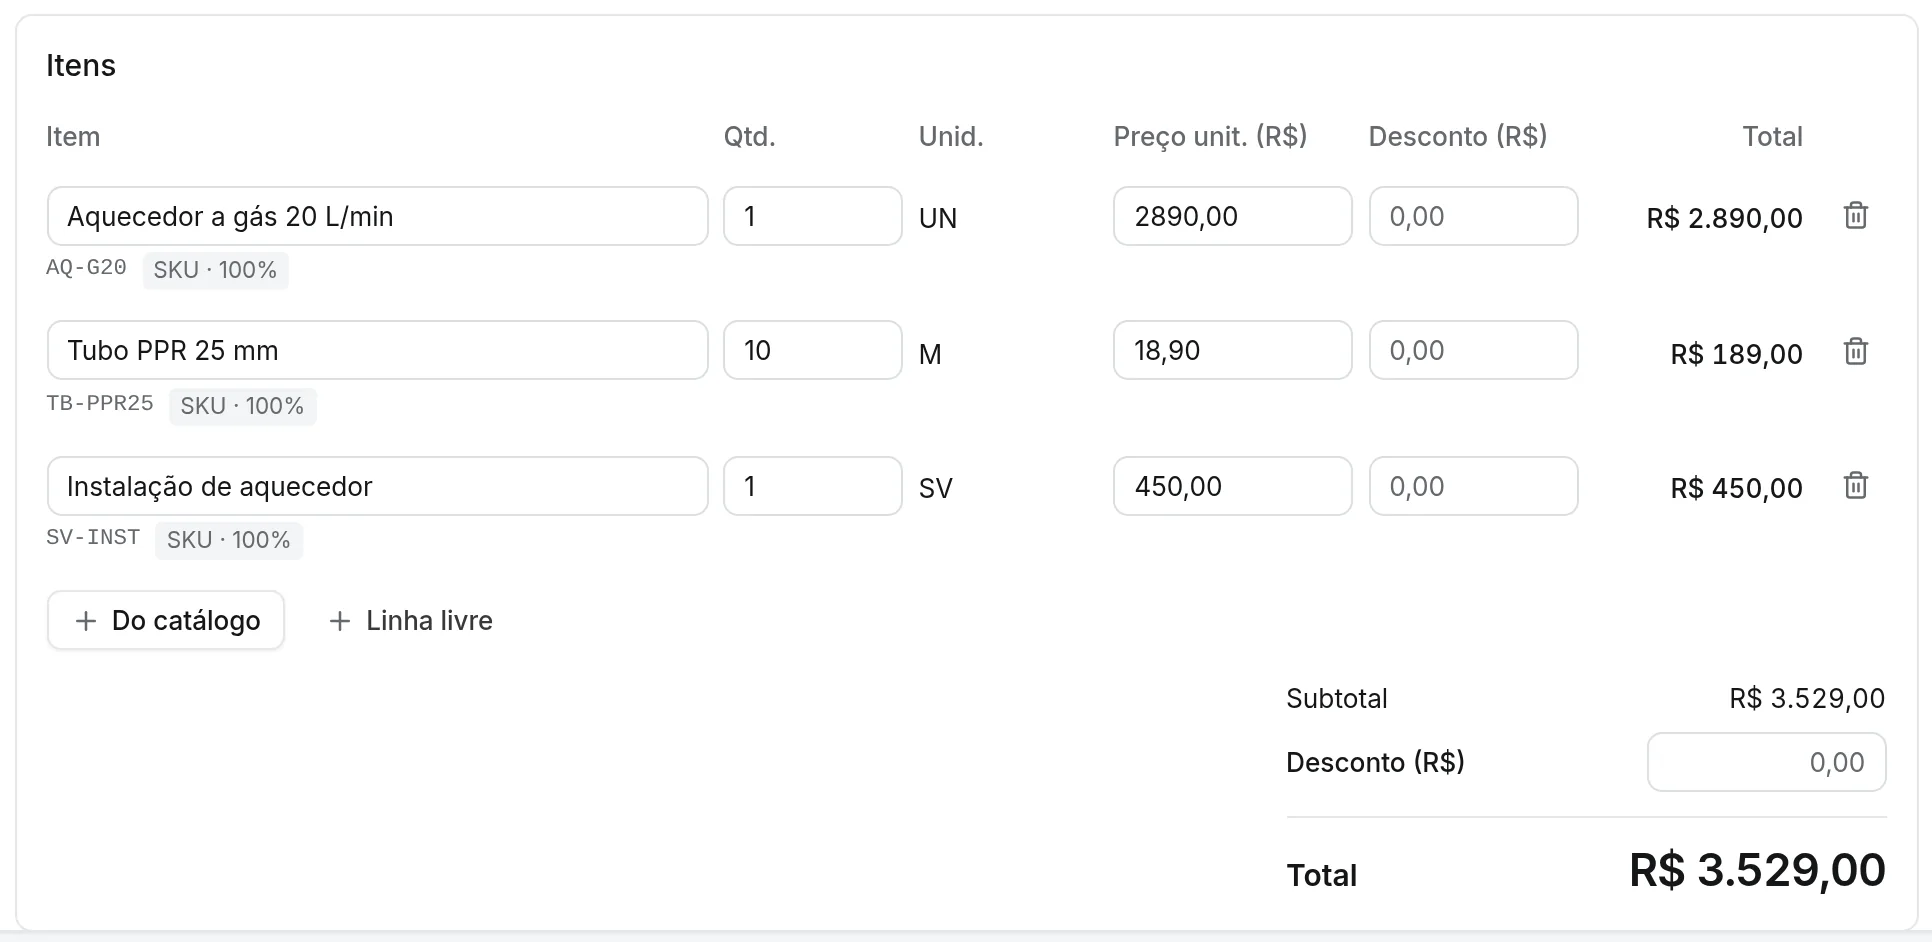 Itens
Item Qtd. Unid. Preço unit. (R$) Desconto (R$) Total
Aquecedor a gás 20 L/min 1 UN 2890,00 0,00 R$ 2.890,00
AQ-G20 SKU · 100%
Tubo PPR 25 mm 10 M 18,90 0,00 R$ 189,00
TB-PPR25 SKU · 100%
Instalação de aquecedor 1 SV 450,00 0,00 R$ 450,00
SV-INST SKU · 100%
+ Do catálogo + Linha livre
Subtotal R$ 3.529,00
Desconto (R$) 0,00
Total R$ 3.529,00